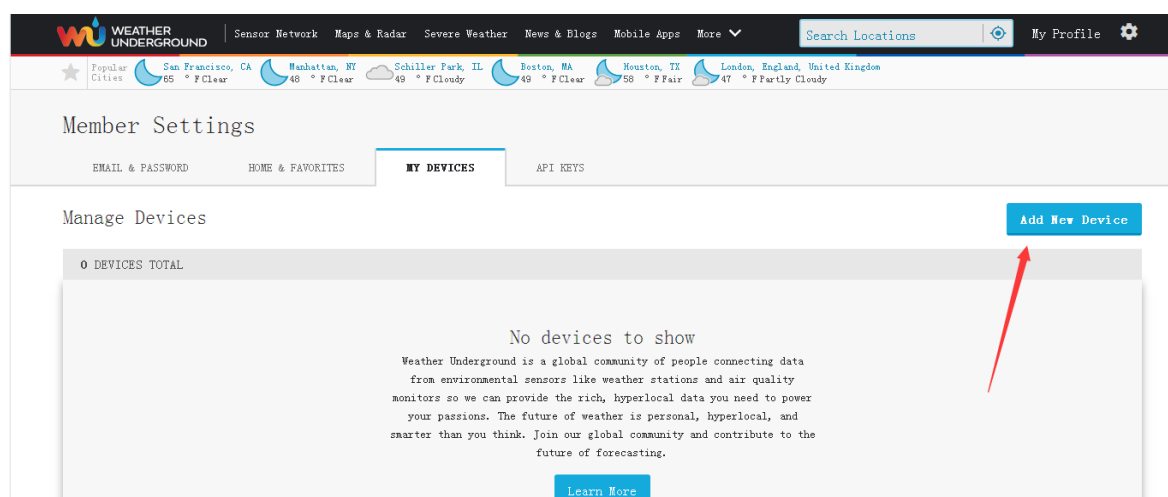 WEATHER
UNDERGROUND
Sensor Network Maps & Radar Severe Weather News & Blogs Mobile Apps More
Search Locations
My Profile
Popular
Cities
San Francisco, CA
65 ° F Clear
Manhattan, NY
48 ° F Clear
Schiller Park, IL
49 ° F Cloudy
Boston, MA
49 ° F Clear
Houston, TX
58 ° F Fair
London, England, United Kingdom
47 ° F Partly Cloudy
Member Settings
EMAIL & PASSWORD HOME & FAVORITES MY DEVICES API KEYS
Manage Devices
Add New Device
0 DEVICES TOTAL
No devices to show
Weather Underground is a global community of people connecting data
from environmental sensors like weather stations and air quality
monitors so we can provide the rich, hyperlocal data you need to power
your passions. The future of weather is personal, hyperlocal, and
smarter than you think. Join our global community and contribute to the
future of forecasting.
Learn More